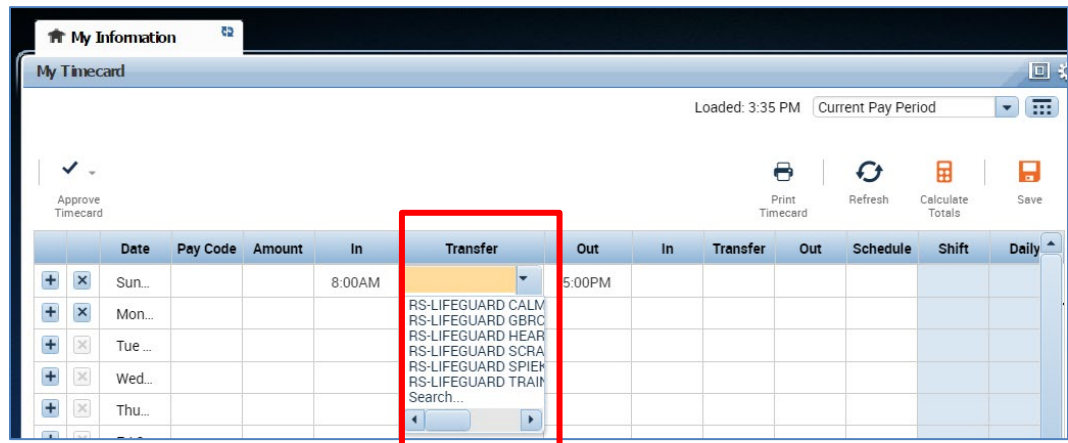 My Information
My Timecard
Loaded: 3:35 PM Current Pay Period
Approve Timecard
Print Timecard
Refresh
Calculate Totals
Save
Date Pay Code Amount In Transfer Out In Transfer Out Schedule Shift Daily
Sun... 8:00AM 5:00PM
Mon...
Tue ...
Wed...
Thu...
RS-LIFEGUARD CALM
RS-LIFEGUARD GBRO
RS-LIFEGUARD HEAR
RS-LIFEGUARD SCRA
RS-LIFEGUARD SPIEK
RS-LIFEGUARD TRAIN
Search...